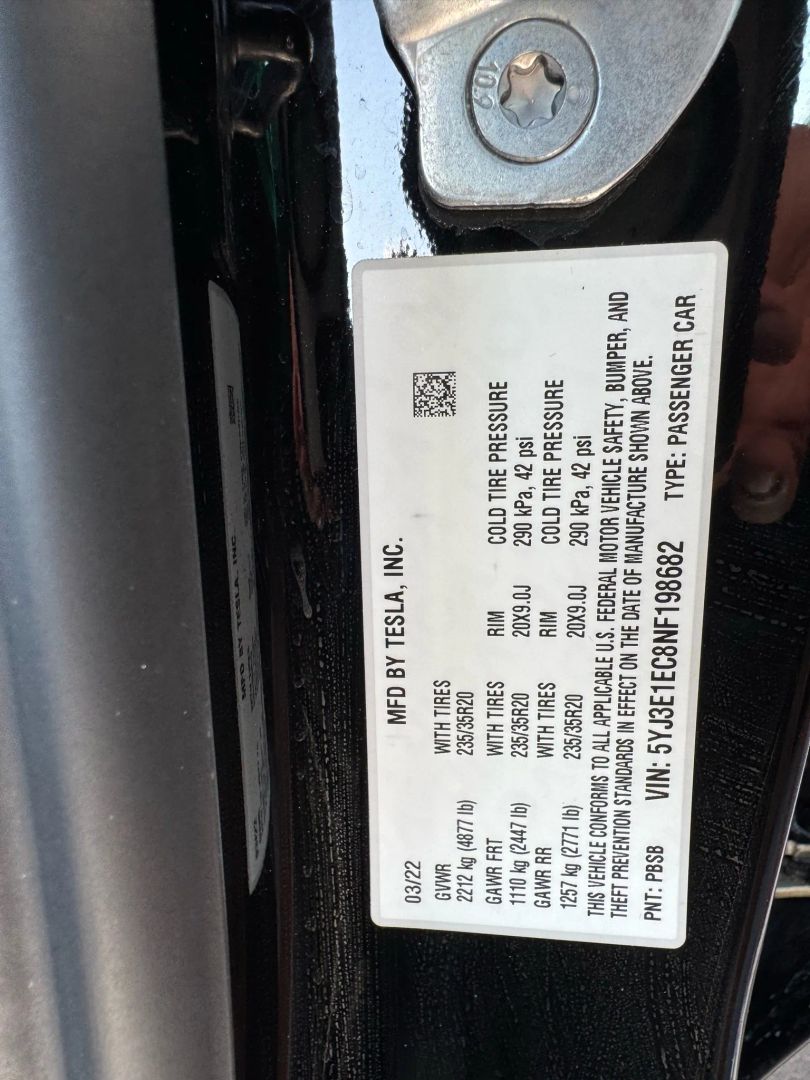 10.9
MFD BY TESLA, INC.
03/22
GVWR WITH TIRES
2212 kg (4877 lb) 235/35R20
GAWR FRT WITH TIRES RIM COLD TIRE PRESSURE
1110 kg (2447 lb) 235/35R20 20X9.0J 290 kPa, 42 psi
GAWR RR WITH TIRES RIM COLD TIRE PRESSURE
1257 kg (2771 lb) 235/35R20 20X9.0J 290 kPa, 42 psi
THIS VEHICLE CONFORMS TO ALL APPLICABLE U.S. FEDERAL MOTOR VEHICLE SAFETY, BUMPER, AND
THEFT PREVENTION STANDARDS IN EFFECT ON THE DATE OF MANUFACTURE SHOWN ABOVE.
PNT: PBSB VIN: 5YJ3E1EC8NF198682 TYPE: PASSENGER CAR
MFD BY TESLA, INC.